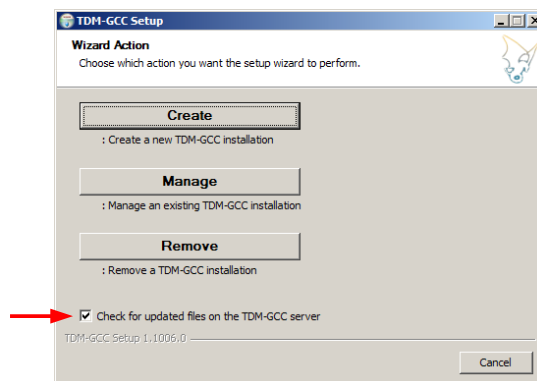 TDM-GCC Setup
Wizard Action
Choose which action you want the setup wizard to perform.
Create
: Create a new TDM-GCC installation
Manage
: Manage an existing TDM-GCC installation
Remove
: Remove a TDM-GCC installation
Check for updated files on the TDM-GCC server
TDM-GCC Setup 1.1006.0
Cancel